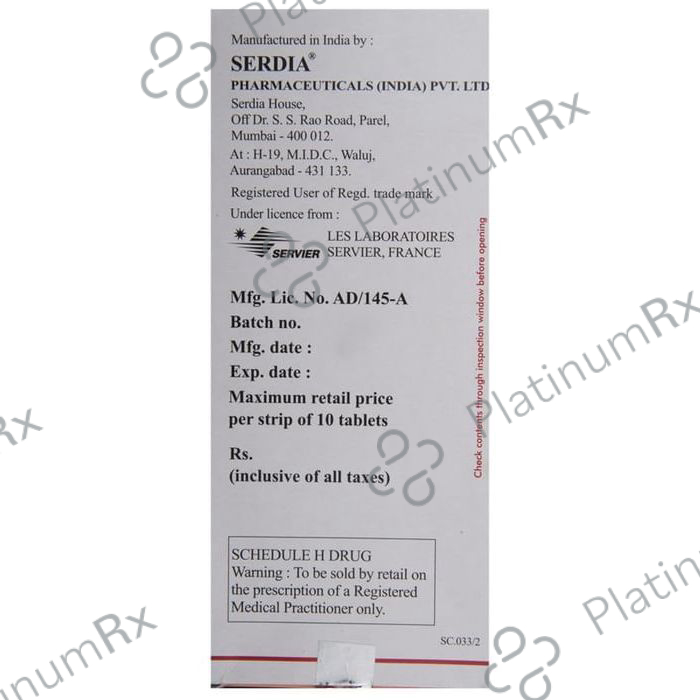 Manufactured in India by :
SERDIA®
PHARMACEUTICALS (INDIA) PVT. LTD
Serdia House,
Off Dr. S. S. Rao Road, Parel,
Mumbai - 400 012.
At : H-19, M.I.D.C., Waluj,
Aurangabad - 431 133.
Registered User of Regd. trade mark
Under licence from :
SERVIER
LES LABORATOIRES
SERVIER, FRANCE
Mfg. Lic. No. AD/145-A
Batch no.
Mfg. date :
Exp. date :
Maximum retail price
per strip of 10 tablets
Rs.
(inclusive of all taxes)
SCHEDULE H DRUG
Warning : To be sold by retail on
the prescription of a Registered
Medical Practitioner only.
SC.033/2
Check contents through inspection window before opening
PlatinumRx
PlatinumRx
PlatinumRx
Rx
tinumRx
Platin